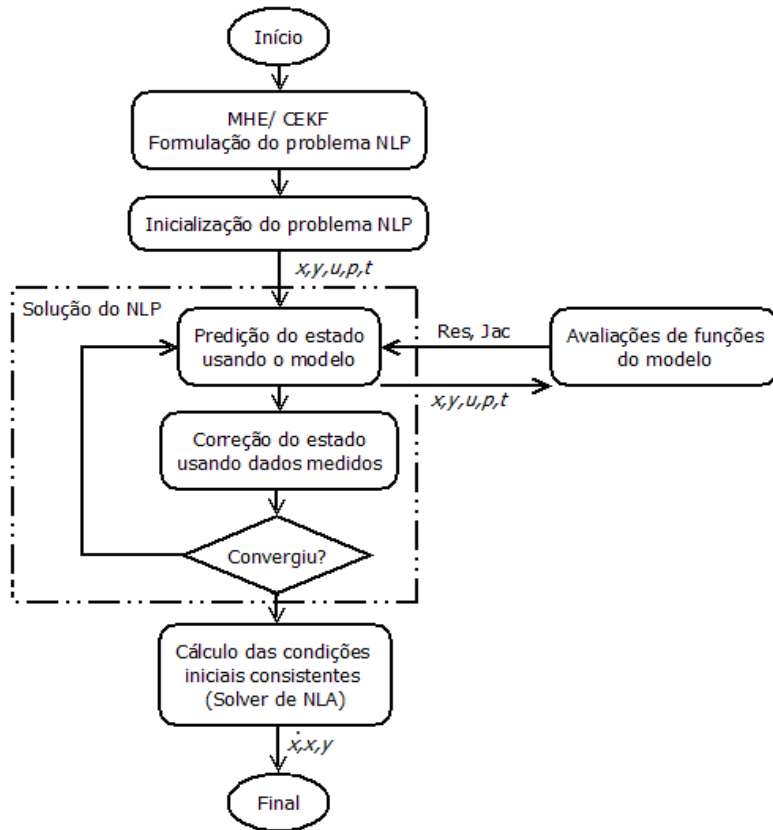 Início
MHE/ CEKF
Formulação do problema NLP
Inicialização do problema NLP
x,y,u,p,t
Solução do NLP
Predição do estado
usando o modelo
Res, Jac
Avaliações de funções
do modelo
x,y,u,p,t
Correção do estado
usando dados medidos
Convergiu?
Cálculo das condições
iniciais consistentes
(Solver de NLA)
ẋ,x,y
Final